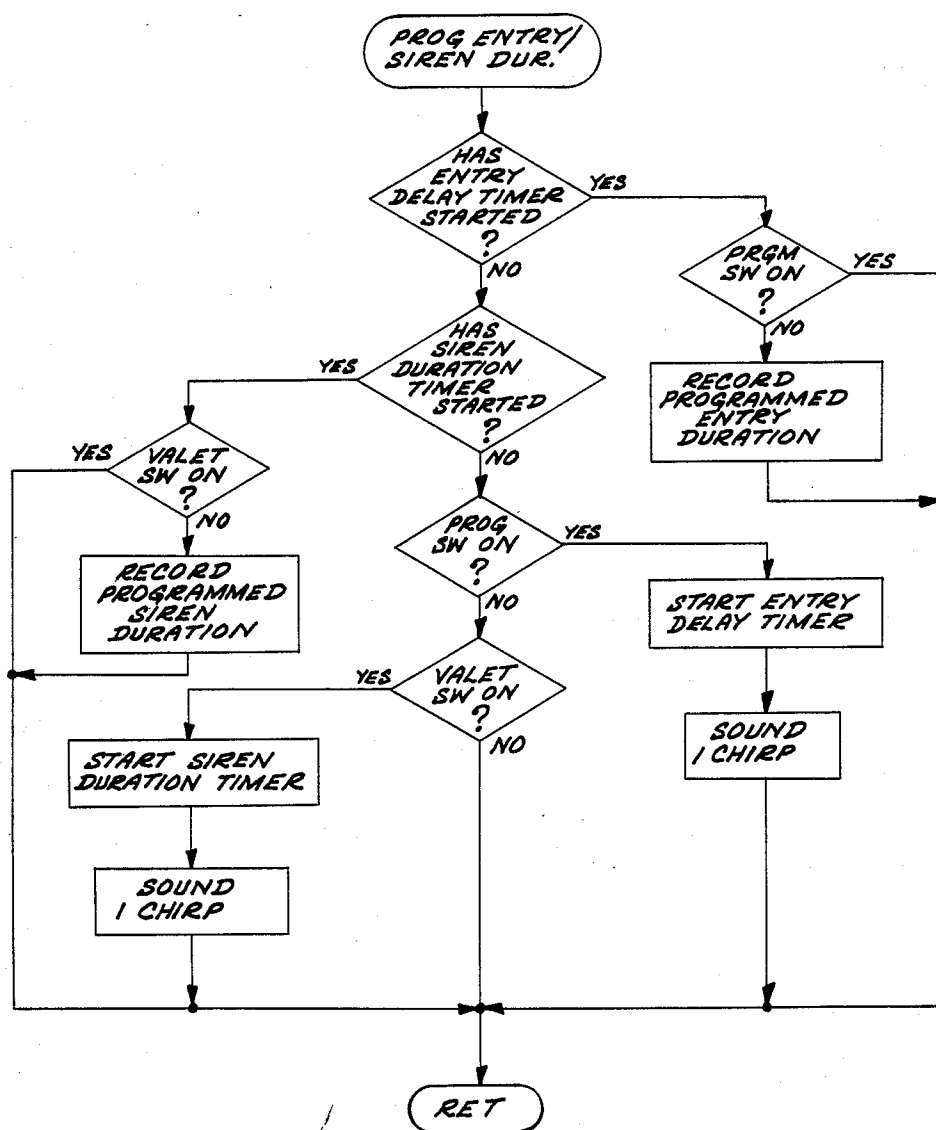 PROG ENTRY/
SIREN DUR.
HAS
ENTRY
DELAY TIMER
STARTED
?
YES
NO
PRGM
SW ON
?
YES
NO
RECORD
PROGRAMMED
ENTRY
DURATION
HAS
SIREN
DURATION
TIMER
STARTED
?
YES
NO
VALET
SW ON
?
YES
NO
RECORD
PROGRAMMED
SIREN
DURATION
PROG
SW ON
?
YES
NO
START ENTRY
DELAY TIMER
SOUND
1 CHIRP
VALET
SW ON
?
YES
NO
START SIREN
DURATION TIMER
SOUND
1 CHIRP
RET